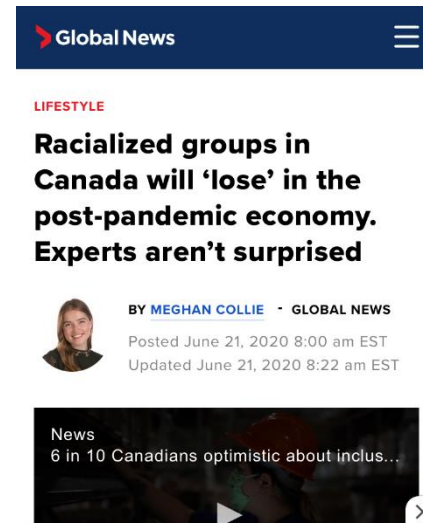 Global News
LIFESTYLE
Racialized groups in
Canada will ‘lose’ in the
post-pandemic economy.
Experts aren’t surprised
BY MEGHAN COLLIE - GLOBAL NEWS
Posted June 21, 2020 8:00 am EST
Updated June 21, 2020 8:22 am EST
News
6 in 10 Canadians optimistic about inclus...